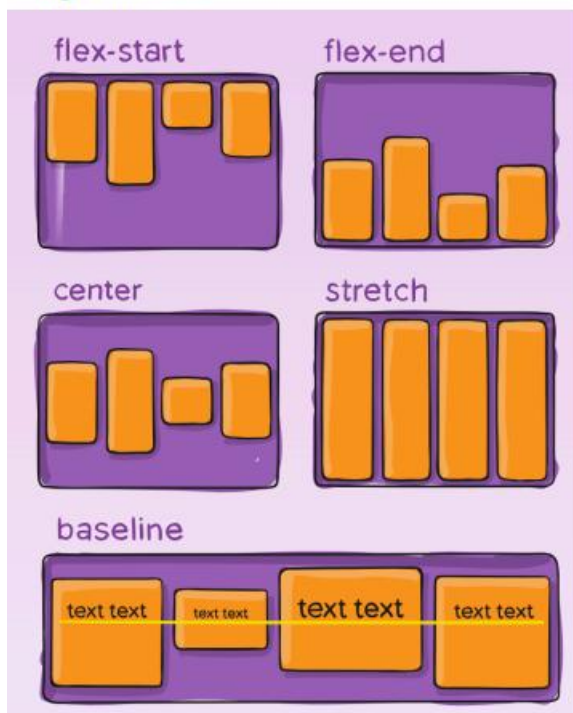 flex-start
flex-end
center
stretch
baseline
text text
text text
text text
text text